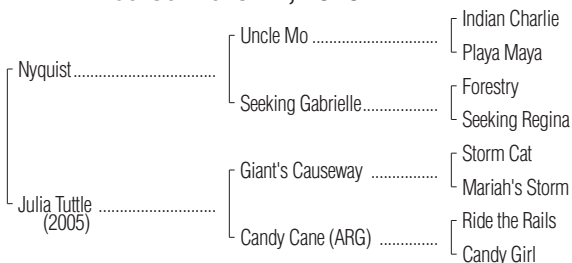 Indian Charlie
Uncle Mo
Playa Maya
Nyquist
Forestry
Seeking Gabrielle
Seeking Regina
Storm Cat
Giant's Causeway
Mariah's Storm
Julia Tuttle
(2005)
Ride the Rails
Candy Cane (ARG)
Candy Girl